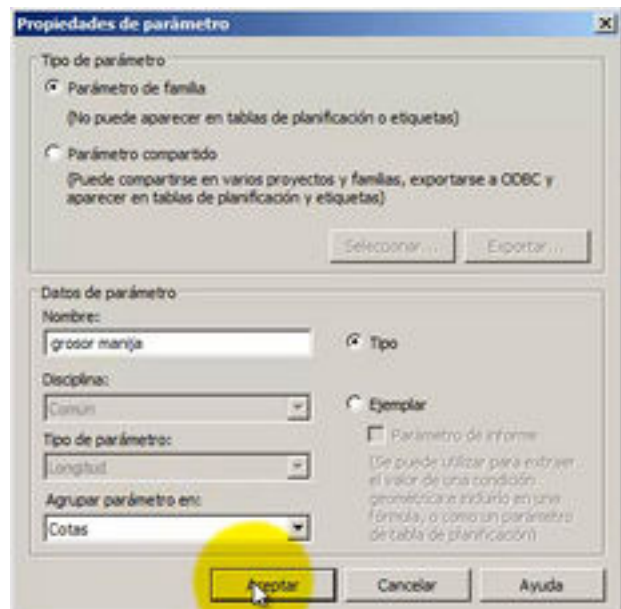 Propiedades de parámetro
Tipo de parámetro
Parámetro de familia
(No puede aparecer en tablas de planificación o etiquetas)
Parámetro compartido
(Puede compartirse en varios proyectos y familias, exportarse a ODBC y
aparecer en tablas de planificación y etiquetas)
Seleccionar...
Exportar...
Datos de parámetro
Nombre:
grosor manija
Tipo
Disciplina:
Común
Ejemplar
Parámetro de informe
Tipo de parámetro:
Longitud
(Se puede utilizar para extraer
el valor de una condición
geométrica e incluirlo en una
fórmula, o como un parámetro
de tabla de planificación)
Agrupar parámetro en:
Cotas
Aceptar
Cancelar
Ayuda